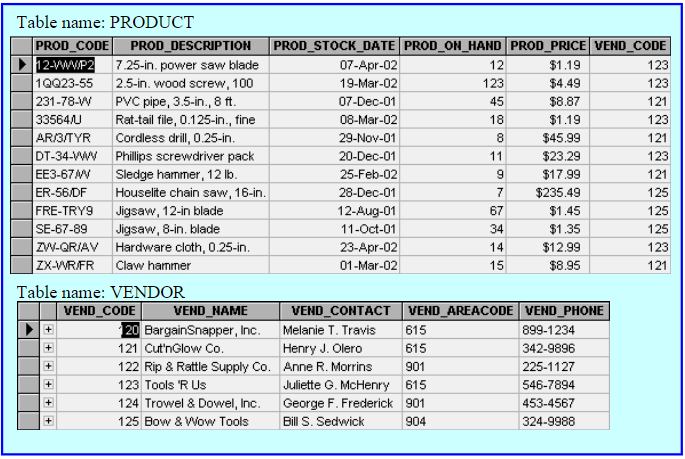 Table name: PRODUCT
PROD_CODE PROD_DESCRIPTION PROD_STOCK_DATE PROD_ON_HAND PROD_PRICE VEND_CODE
12-WW/P2 7.25-in. power saw blade 07-Apr-02 12 $1.19 123
1QQ23-55 2.5-in. wood screw, 100 19-Mar-02 123 $4.49 123
231-78-W PVC pipe, 3.5-in., 8 ft. 07-Dec-01 45 $8.87 121
33564/U Rat-tail file, 0.125-in., fine 08-Mar-02 18 $1.19 123
AR/3/TYR Cordless drill, 0.25-in. 29-Nov-01 8 $45.99 121
DT-34-WW Phillips screwdriver pack 20-Dec-01 11 $23.29 123
EE3-67/W Sledge hammer, 12 lb. 25-Feb-02 9 $17.99 121
ER-56/DF Houselite chain saw, 16-in. 28-Dec-01 7 $235.49 125
FRE-TRY9 Jigsaw, 12-in blade 12-Aug-01 67 $1.45 125
SE-67-89 Jigsaw, 8-in. blade 11-Oct-01 34 $1.35 125
ZW-QR/AV Hardware cloth, 0.25-in. 23-Apr-02 14 $12.99 123
ZX-WR/FR Claw hammer 01-Mar-02 15 $8.95 121
Table name: VENDOR
VEND_CODE VEND_NAME VEND_CONTACT VEND_AREACODE VEND_PHONE
120 BargainSnapper, Inc. Melanie T. Travis 615 899-1234
121 Cut'nGlow Co. Henry J. Olero 615 342-9896
122 Rip & Rattle Supply Co. Anne R. Morrins 901 225-1127
123 Tools 'R Us Juliette G. McHenry 615 546-7894
124 Trowel & Dowel, Inc. George F. Frederick 901 453-4567
125 Bow & Wow Tools Bill S. Sedwick 904 324-9988